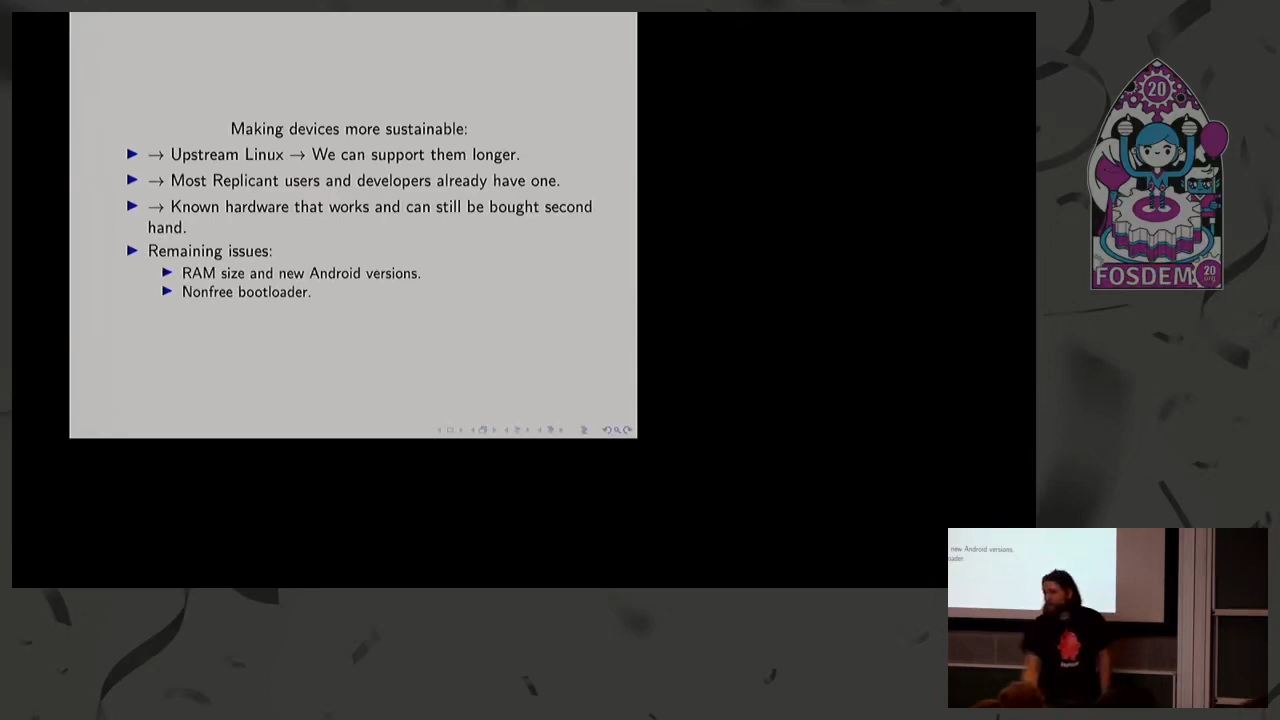 Making devices more sustainable:
→ Upstream Linux → We can support them longer.
→ Most Replicant users and developers already have one.
→ Known hardware that works and can still be bought second
hand.
Remaining issues:
RAM size and new Android versions.
Nonfree bootloader.
20
FOSDEM
20
new Android versions.